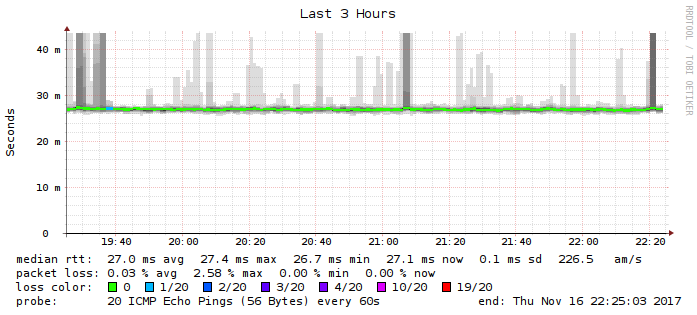 Last 3 Hours
RRDTOOL / TOBI OETIKER
Seconds
40 m
30 m
20 m
10 m
0
19:40 20:00 20:20 20:40 21:00 21:20 21:40 22:00 22:20
median rtt: 27.0 ms avg 27.4 ms max 26.7 ms min 27.1 ms now 0.1 ms sd 226.5 am/s
packet loss: 0.03 % avg 2.58 % max 0.00 % min 0.00 % now
loss color: 0 1/20 2/20 3/20 4/20 10/20 19/20
probe: 20 ICMP Echo Pings (56 Bytes) every 60s end: Thu Nov 16 22:25:03 2017